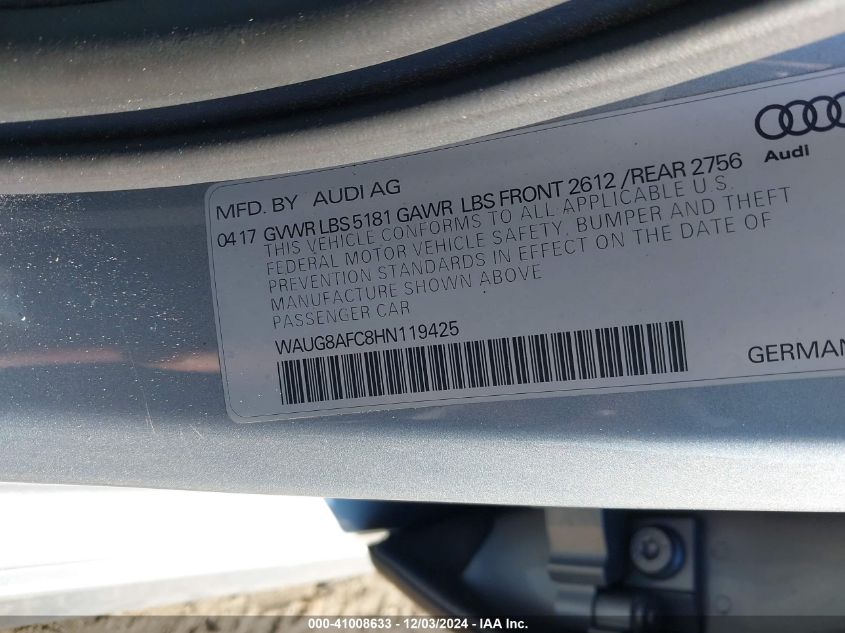 Audi
MFD. BY AUDI AG
0417 GVWR LBS 5181 GAWR LBS FRONT 2612 /REAR 2756
THIS VEHICLE CONFORMS TO ALL APPLICABLE U.S.
FEDERAL MOTOR VEHICLE SAFETY, BUMPER AND THEFT
PREVENTION STANDARDS IN EFFECT ON THE DATE OF
MANUFACTURE SHOWN ABOVE
PASSENGER CAR
WAUG8AFC8HN119425
GERMAN
000-41008633 - 12/03/2024 - IAA, Inc.